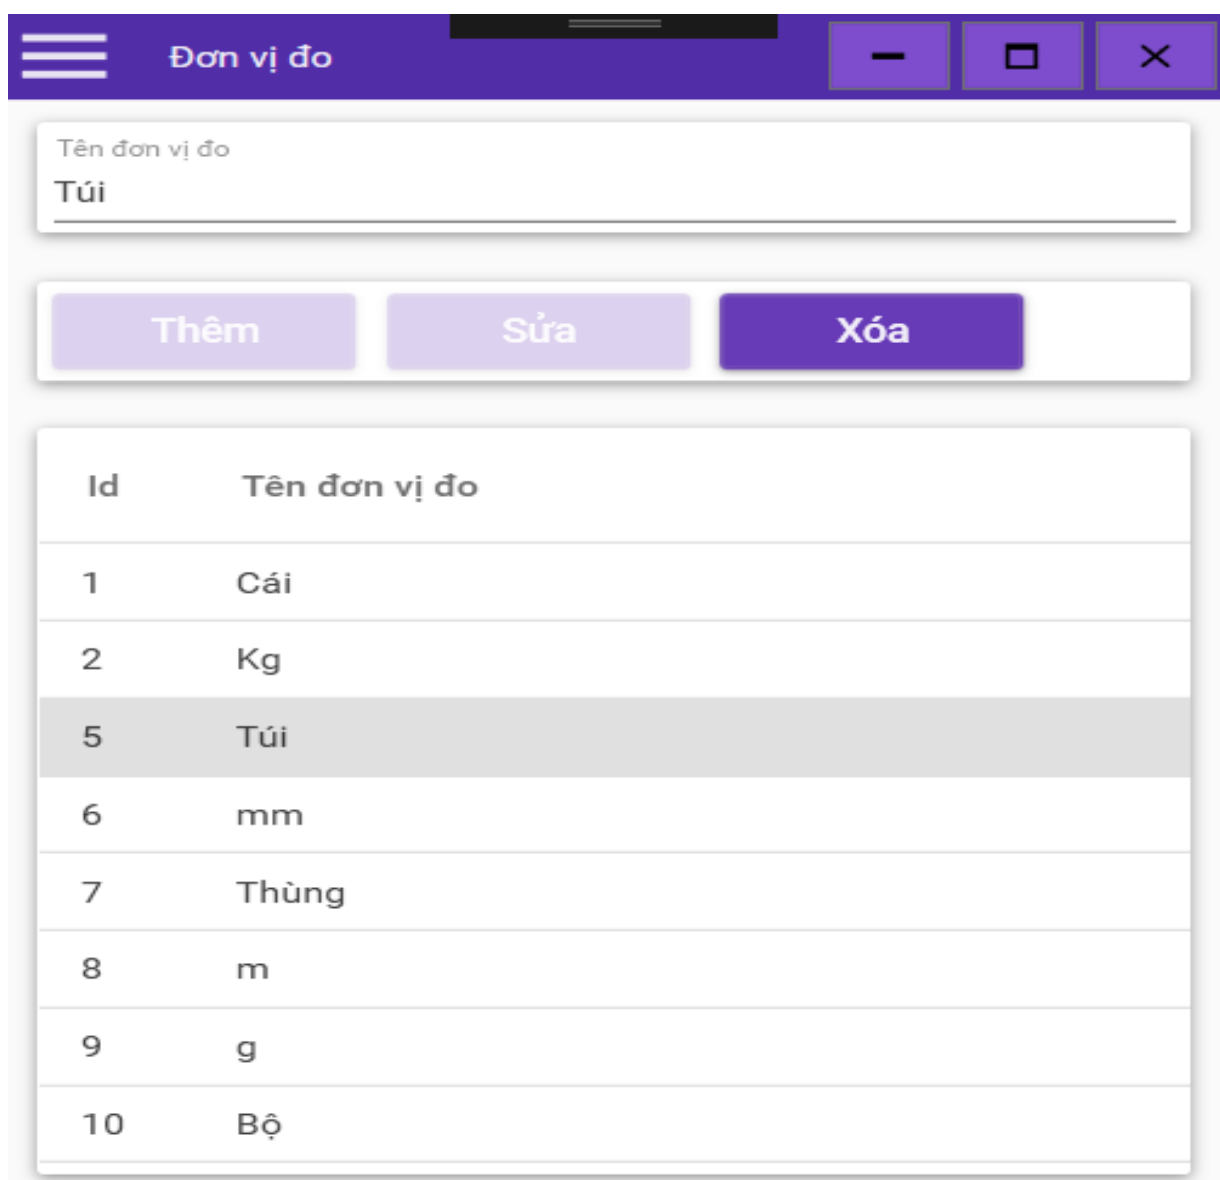 Đơn vị đo
Tên đơn vị đo
Túi
Thêm Sửa Xóa
Id Tên đơn vị đo
1 Cái
2 Kg
5 Túi
6 mm
7 Thùng
8 m
9 g
10 Bộ